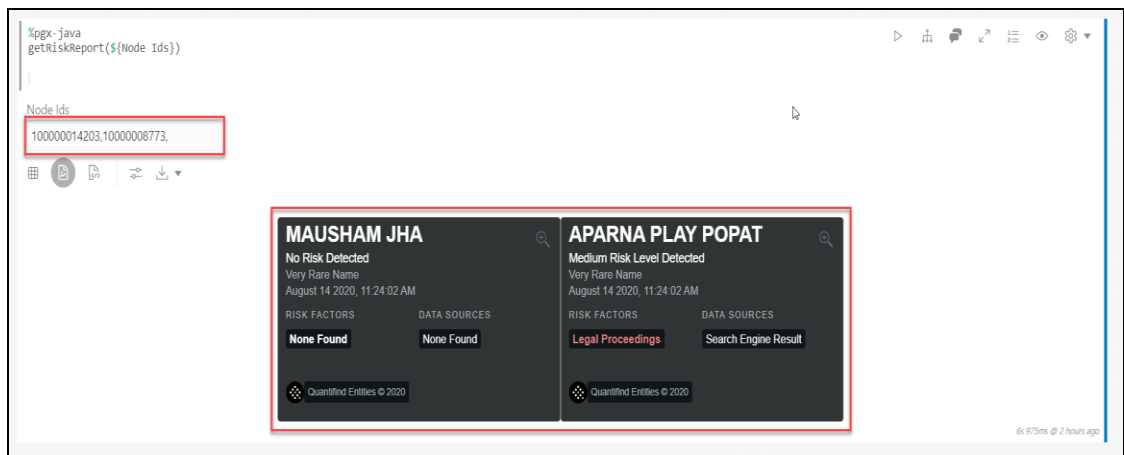 %pgx-java
getRiskReport(${Node Ids})
Node Ids
100000014203,10000008773,
MAUSHAM JHA
No Risk Detected
Very Rare Name
August 14 2020, 11:24:02 AM
RISK FACTORS DATA SOURCES
None Found None Found
Quantifind Entities © 2020
APARNA PLAY POPAT
Medium Risk Level Detected
Very Rare Name
August 14 2020, 11:24:02 AM
RISK FACTORS DATA SOURCES
Legal Proceedings Search Engine Result
Quantifind Entities © 2020
6s 975ms @ 2 hours ago